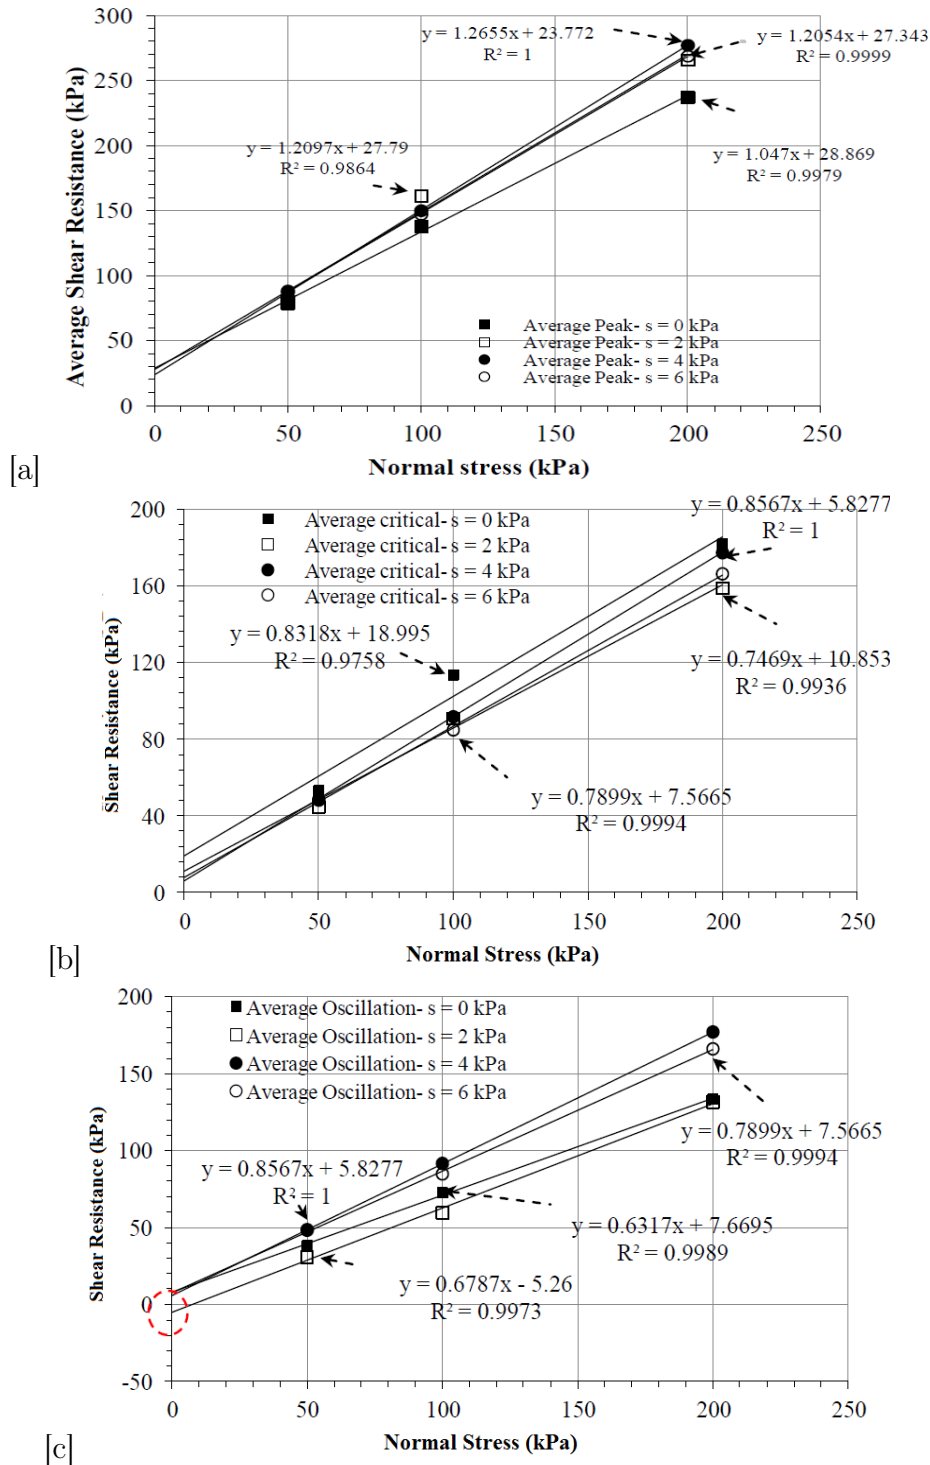 300
y = 1.2655x + 23.772
R² = 1
y = 1.2054x + 27.343
R² = 0.9999
250
200
y = 1.2097x + 27.79
R² = 0.9864
y = 1.047x + 28.869
R² = 0.9979
150
100
50
0
Average Shear Resistance (kPa)
Average Peak- s = 0 kPa
Average Peak- s = 2 kPa
Average Peak- s = 4 kPa
Average Peak- s = 6 kPa
0 50 100 150 200 250
Normal stress (kPa)
[a]
200
Average critical- s = 0 kPa
Average critical- s = 2 kPa
Average critical- s = 4 kPa
Average critical- s = 6 kPa
y = 0.8567x + 5.8277
R² = 1
160
y = 0.8318x + 18.995
R² = 0.9758
120
y = 0.7469x + 10.853
R² = 0.9936
80
y = 0.7899x + 7.5665
R² = 0.9994
40
0
Shear Resistance (kPa)
0 50 100 150 200 250
Normal Stress (kPa)
[b]
200
Average Oscillation- s = 0 kPa
Average Oscillation- s = 2 kPa
Average Oscillation- s = 4 kPa
Average Oscillation- s = 6 kPa
150
y = 0.7899x + 7.5665
R² = 0.9994
100
y = 0.8567x + 5.8277
R² = 1
50
y = 0.6317x + 7.6695
R² = 0.9989
y = 0.6787x - 5.26
R² = 0.9973
0
-50
Shear Resistance (kPa)
0 50 100 150 200 250
Normal Stress (kPa)
[c]